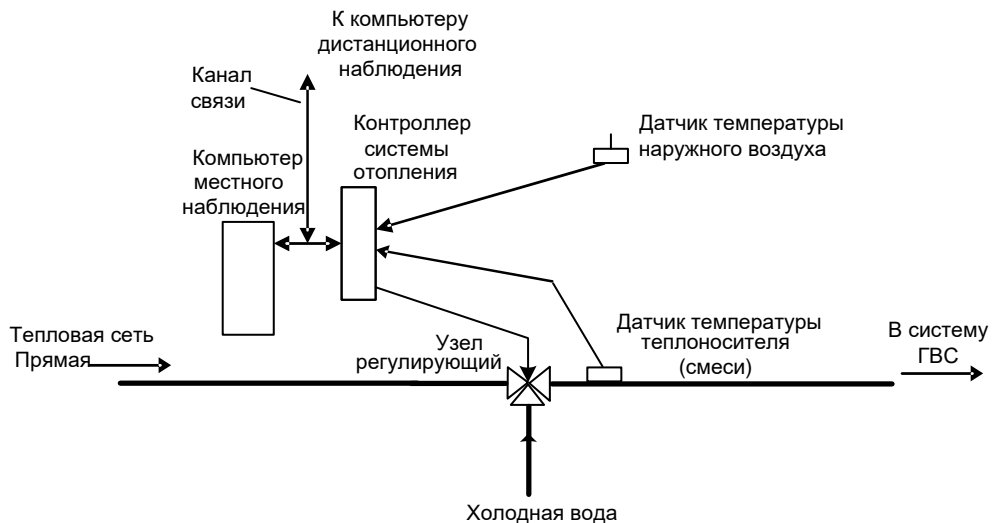 К компьютеру
дистанционного
наблюдения
Канал
связи
Контроллер
системы
отопления
Датчик температуры
наружного воздуха
Компьютер
местного
наблюдения
Тепловая сеть
Прямая
Узел
регулирующий
Датчик температуры
теплоносителя
(смеси)
В систему
ГВС
Холодная вода